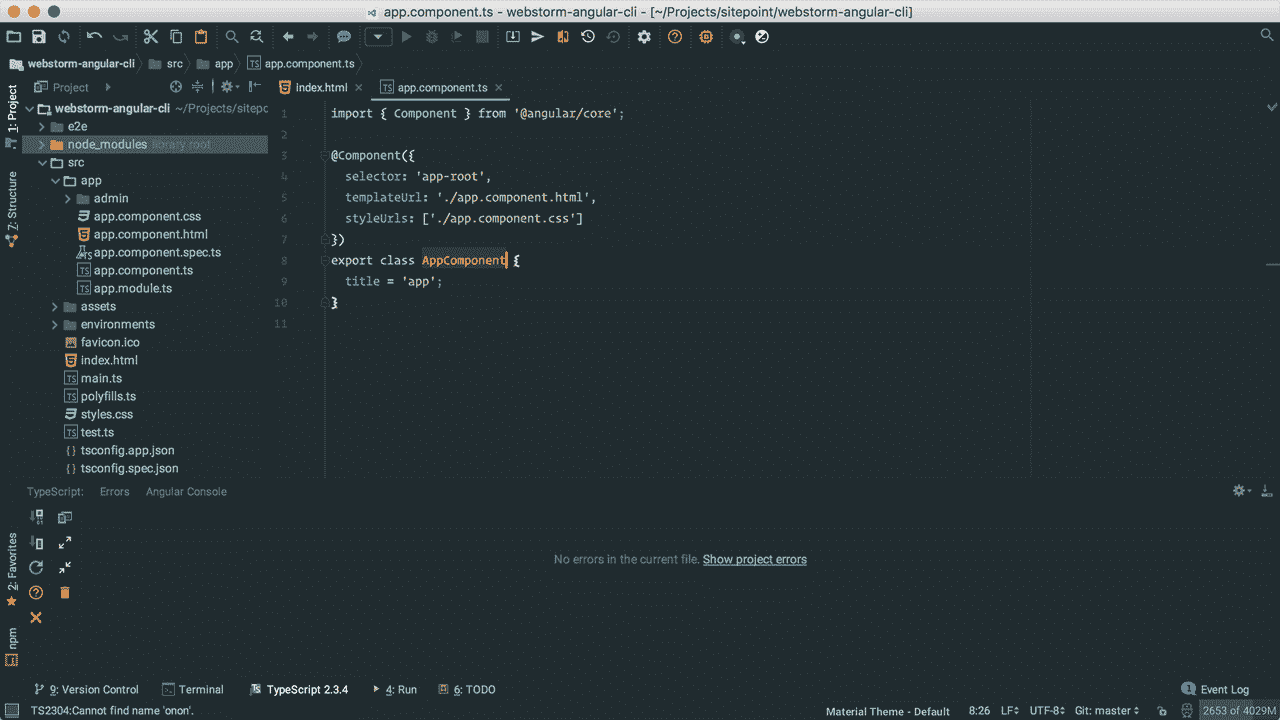 app.component.ts - webstorm-angular-cli - [~/Projects/sitepoint/webstorm-angular-cli]
webstorm-angular-cli src app app.component.ts
1: Project
7: Structure
2: Favorites
npm
Project
webstorm-angular-cli ~/Projects/sitepo
e2e
node_modules library root
src
app
admin
app.component.css
app.component.html
app.component.spec.ts
app.component.ts
app.module.ts
assets
environments
favicon.ico
index.html
main.ts
polyfills.ts
styles.css
test.ts
tsconfig.app.json
tsconfig.spec.json
index.html app.component.ts
1 import { Component } from '@angular/core';
2
3 @Component({
4 selector: 'app-root',
5 templateUrl: './app.component.html',
6 styleUrls: ['./app.component.css']
7 })
8 export class AppComponent {
9 title = 'app';
10 }
11
TypeScript: Errors Angular Console
No errors in the current file. Show project errors
9: Version Control Terminal TypeScript 2.3.4 4: Run 6: TODO 1 Event Log
TS2304:Cannot find name 'onon'. Material Theme - Default 8:26 LF UTF-8 Git: master 2653 of 4029M